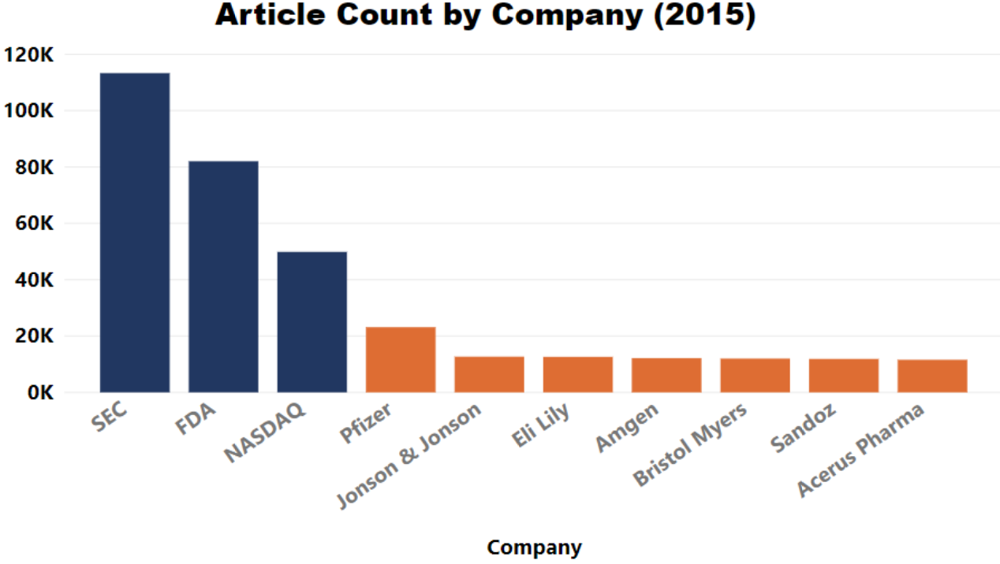 Article Count by Company (2015)
120K
100K
80K
60K
40K
20K
0K
SEC
FDA
NASDAQ
Pfizer
Jonson & Jonson
Eli Lily
Amgen
Bristol Myers
Sandoz
Acerus Pharma
Company